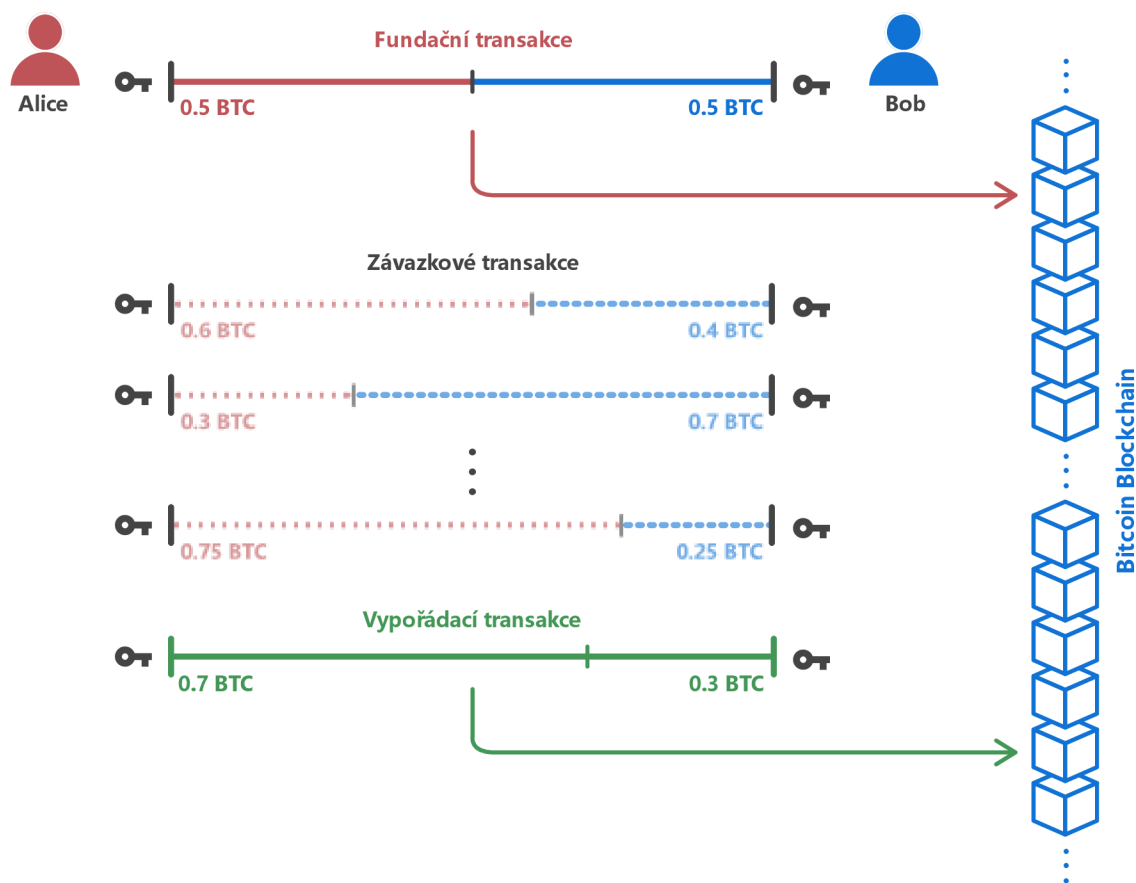 Fundační transakce
Alice
0.5 BTC
0.5 BTC
Bob
Závazkové transakce
0.6 BTC
0.4 BTC
0.3 BTC
0.7 BTC
0.75 BTC
0.25 BTC
Vypořádací transakce
0.7 BTC
0.3 BTC
Bitcoin Blockchain